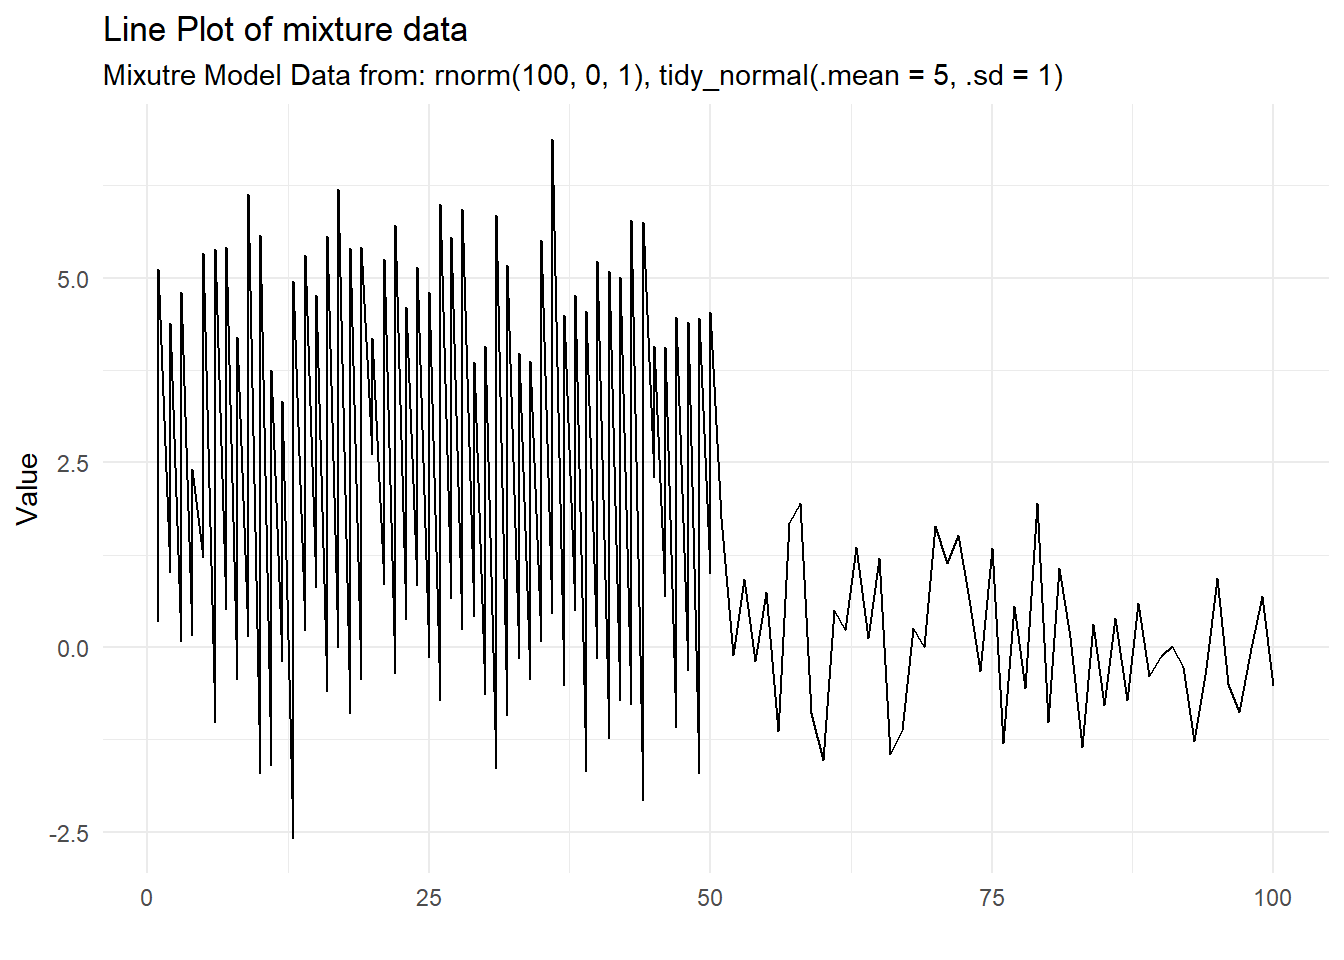 Line Plot of mixture data
Mixutre Model Data from: rnorm(100, 0, 1), tidy_normal(.mean = 5, .sd = 1)
Value
5.0
2.5
0.0
-2.5
0 25 50 75 100